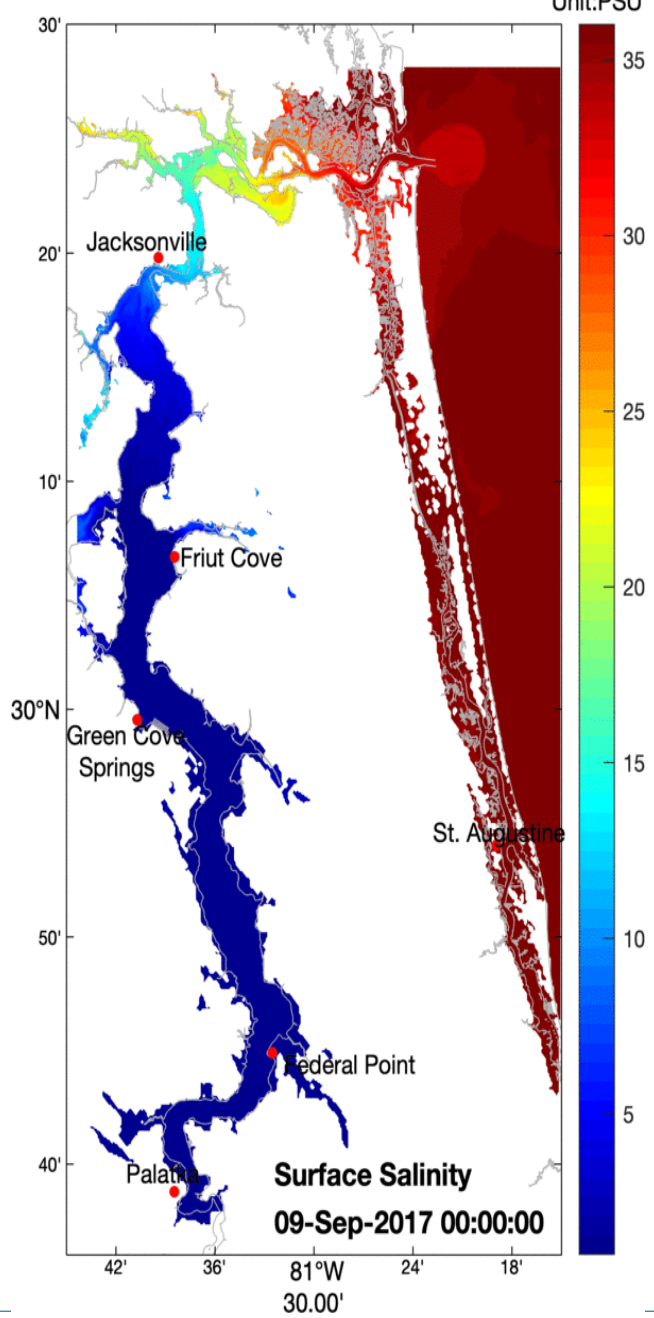 Unit:PSU
30'
35
30
Jacksonville
20'
25
10'
Friut Cove
20
30°N
Green Cove
Springs
15
St. Augustine
50'
10
Federal Point
5
40'
Palatka
Surface Salinity
09-Sep-2017 00:00:00
42'
36'
81°W
24'
18'
30.00'